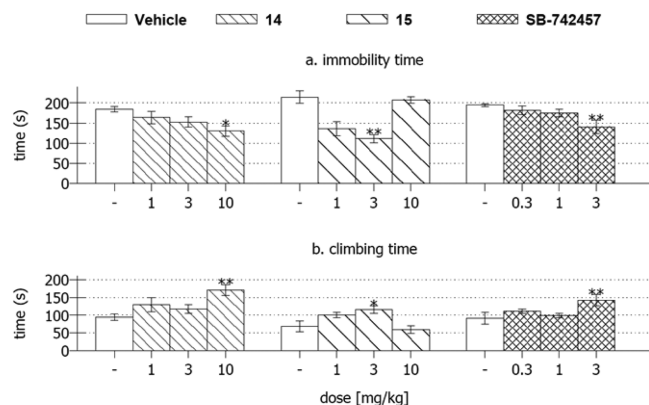 Vehicle 14 15 SB-742457
a. immobility time
time (s)
200
150
100
50
0
* ** **
- 1 3 10 - 1 3 10 - 0.3 1 3
b. climbing time
time (s)
200
150
100
50
0
** * **
- 1 3 10 - 1 3 10 - 0.3 1 3
dose [mg/kg]